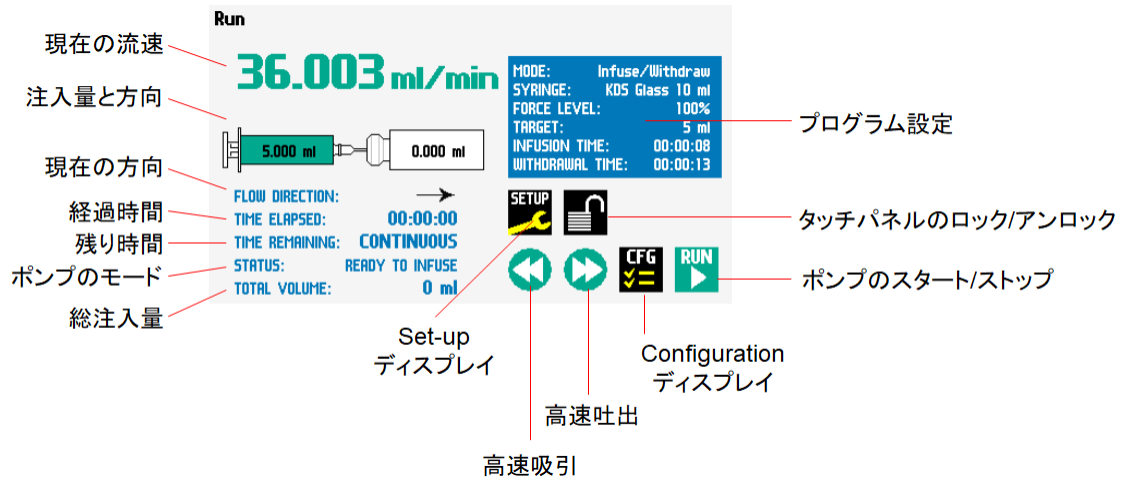 Run
現在の流速
36.003 ml/min
注入量と方向
5.000 ml
0.000 ml
MODE: Infuse/Withdraw
SYRINGE: KDS Glass 10 ml
FORCE LEVEL: 100%
TARGET: 5 ml
INFUSION TIME: 00:00:08
WITHDRAWAL TIME: 00:00:13
プログラム設定
現在の方向
FLOW DIRECTION:
経過時間
TIME ELAPSED: 00:00:00
残り時間
TIME REMAINING: CONTINUOUS
ポンプのモード
STATUS: READY TO INFUSE
総注入量
TOTAL VOLUME: 0 ml
SETUP
タッチパネルのロック/アンロック
CFG
RUN
ポンプのスタート/ストップ
Set-up
ディスプレイ
Configuration
ディスプレイ
高速吐出
高速吸引